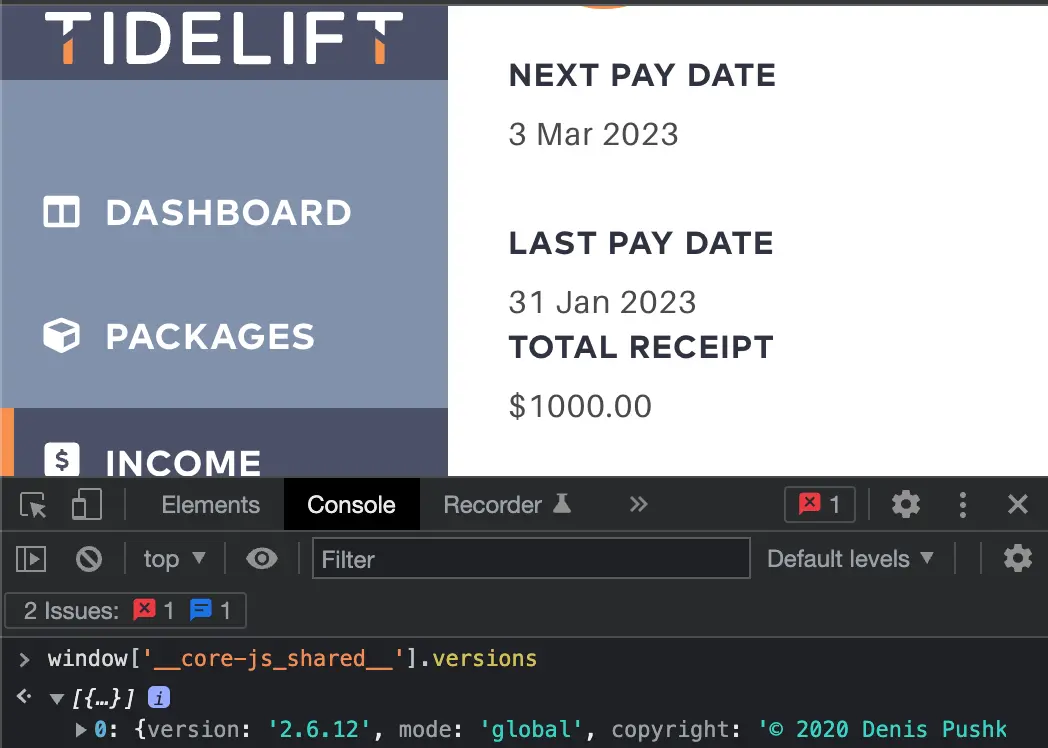 TIDELIFT
DASHBOARD
PACKAGES
INCOME
NEXT PAY DATE
3 Mar 2023
LAST PAY DATE
31 Jan 2023
TOTAL RECEIPT
$1000.00
Elements Console Recorder 1
top Filter Default levels
2 Issues: 1 1
> window['__core-js_shared__'].versions
[{…}] i
0: {version: '2.6.12', mode: 'global', copyright: '© 2020 Denis Pushk